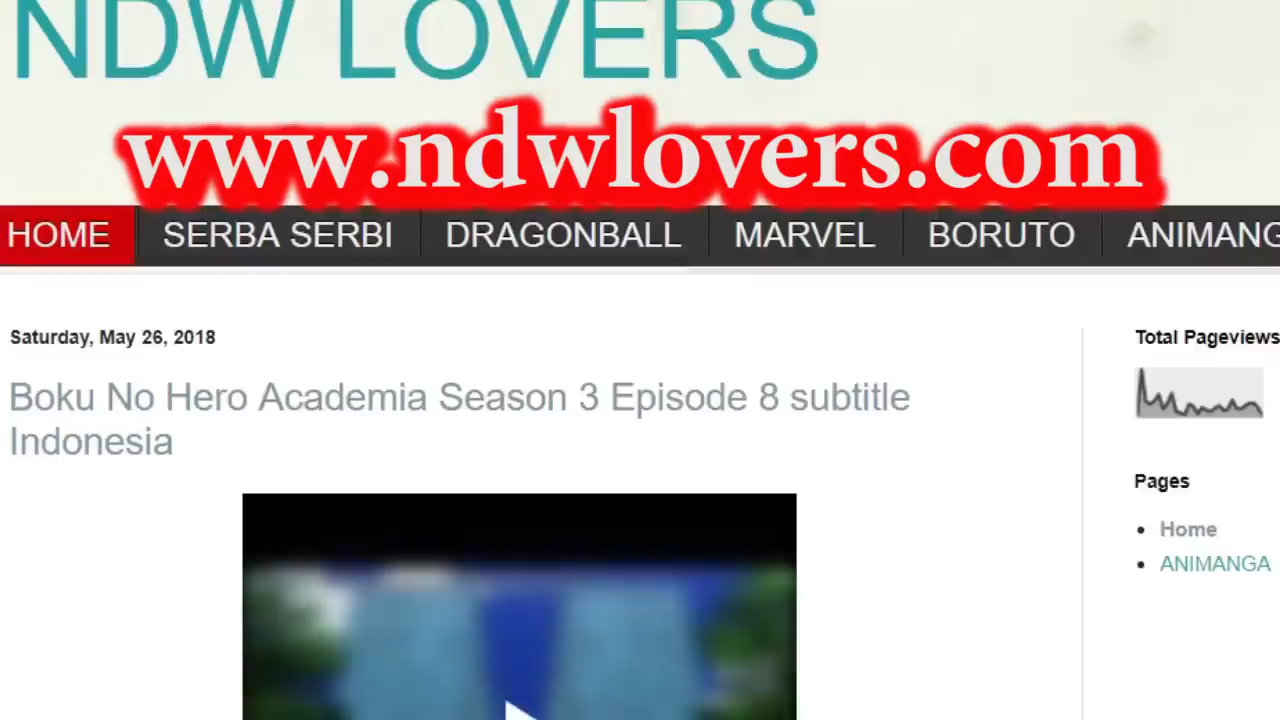 NDW LOVERS
www.ndwlovers.com
HOME SERBA SERBI DRAGONBALL MARVEL BORUTO ANIMANG
Saturday, May 26, 2018
Boku No Hero Academia Season 3 Episode 8 subtitle
Indonesia
Total Pageviews
Pages
Home
ANIMANGA